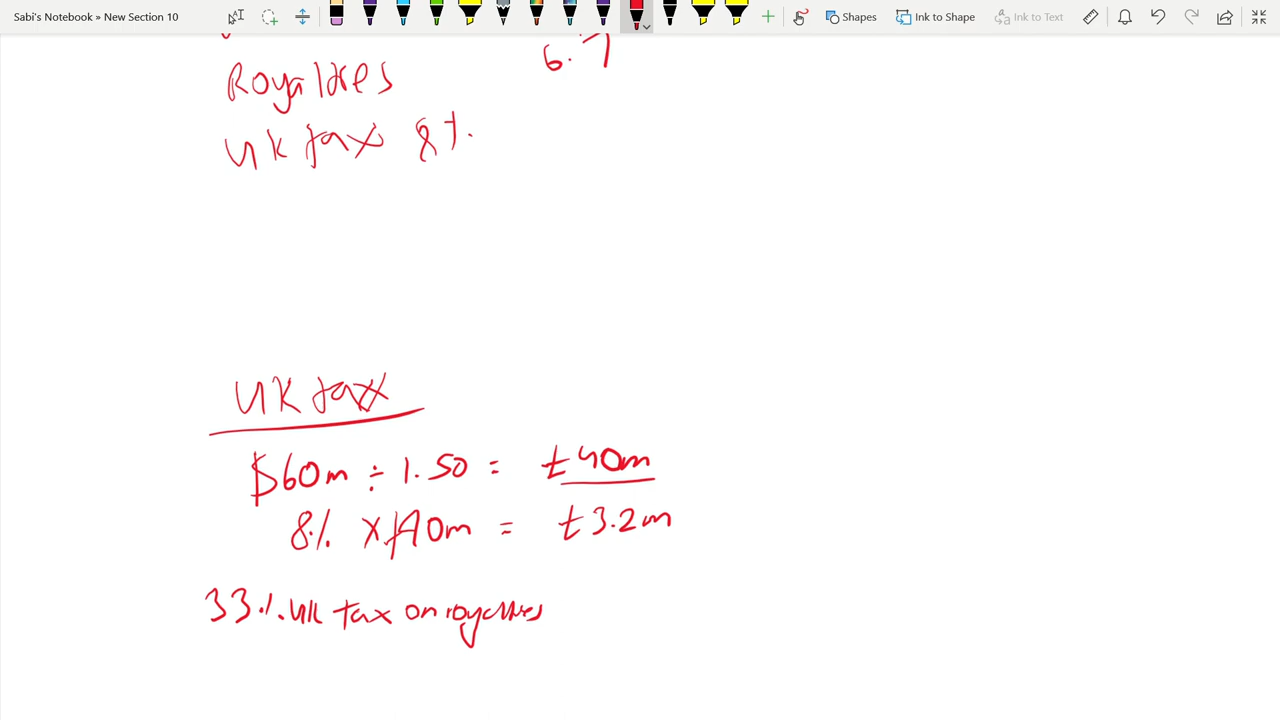 Sabi's Notebook » New Section 10
Shapes
Ink to Shape
Ink to Text
6.7
Royalties
UK tax 8%
UK tax
$60m ÷ 1.50 = £40m
8% x £40m = £3.2m
33% UK tax on royalties